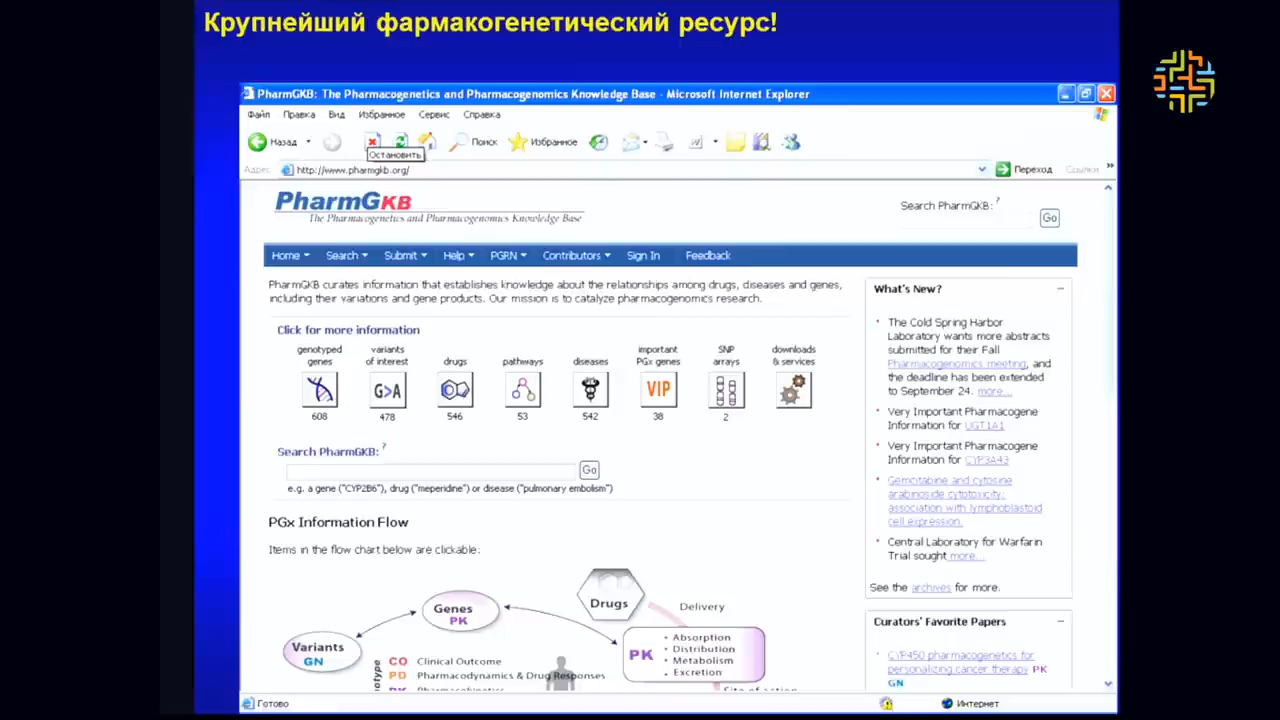 Крупнейший фармакогенетический ресурс!
PharmGKB: The Pharmacogenetics and Pharmacogenomics Knowledge Base - Microsoft Internet Explorer
Файл Правка Вид Избранное Сервис Справка
Назад Поиск Избранное
Остановить
Адрес http://www.pharmgkb.org/ Переход Ссылки »
PharmGKB
The Pharmacogenetics and Pharmacogenomics Knowledge Base
Search PharmGKB: ?
Go
Home Search Submit Help PGRN Contributors Sign In Feedback
PharmGKB curates information that establishes knowledge about the relationships among drugs, diseases and genes,
including their variations and gene products. Our mission is to catalyze pharmacogenomics research.
Click for more information
genotyped genes
variants of interest
drugs
pathways
diseases
important PGx genes
SNP arrays
downloads & services
G>A
VIP
608 478 546 53 542 38 2
Search PharmGKB: ?
Go
e.g. a gene ("CYP2B6"), drug ("meperidine") or disease ("pulmonary embolism")
PGx Information Flow
Items in the flow chart below are clickable:
Drugs
Delivery
Genes
PK
Variants
GN
PK
• Absorption
• Distribution
• Metabolism
• Excretion
CO Clinical Outcome
PD Pharmacodynamics & Drug Responses
Site of action
What's New?
• The Cold Spring Harbor
Laboratory wants more abstracts
submitted for their Fall
Pharmacogenomics meeting, and
the deadline has been extended
to September 24. more...
• Very Important Pharmacogene
Information for UGT1A1
• Very Important Pharmacogene
Information for CYP3A43
• Gemcitabine and cytosine
arabinoside cytotoxicity:
association with lymphoblastoid
cell expression.
• Central Laboratory for Warfarin
Trial sought more...
See the archives for more.
Curators' Favorite Papers
• CYP450 pharmacogenetics for
personalizing cancer therapy PK
GN
Готово
Интернет